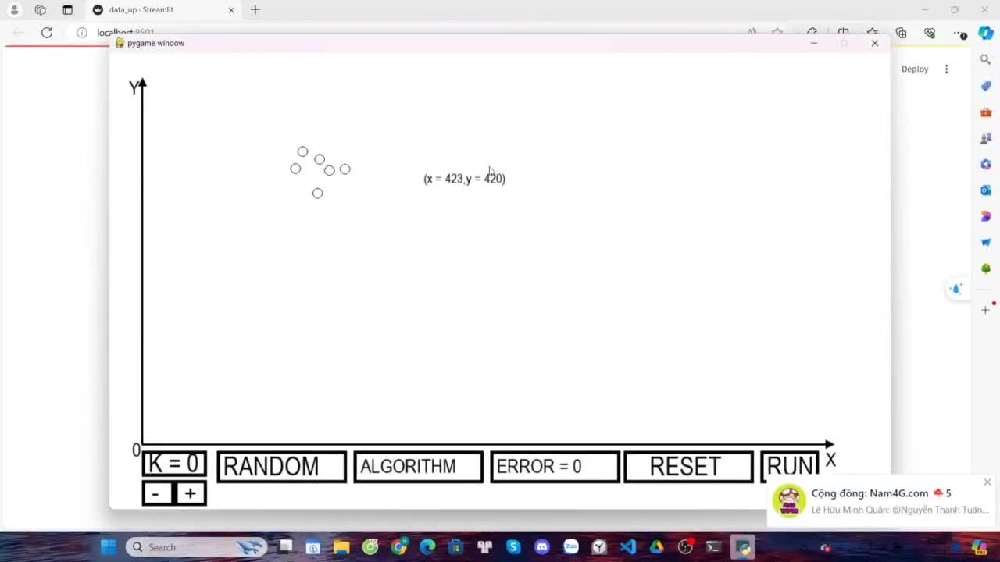 data_up - Streamlit
localhost:8501
pygame window
Deploy
Y
(x = 423,y = 420)
0
X
K = 0
RANDOM
ALGORITHM
ERROR = 0
RESET
RUN
-
+
Cộng đồng: Nam4G.com 5
Lê Hữu Minh Quân: @Nguyễn Thanh Tuấn...
Search
Zalo